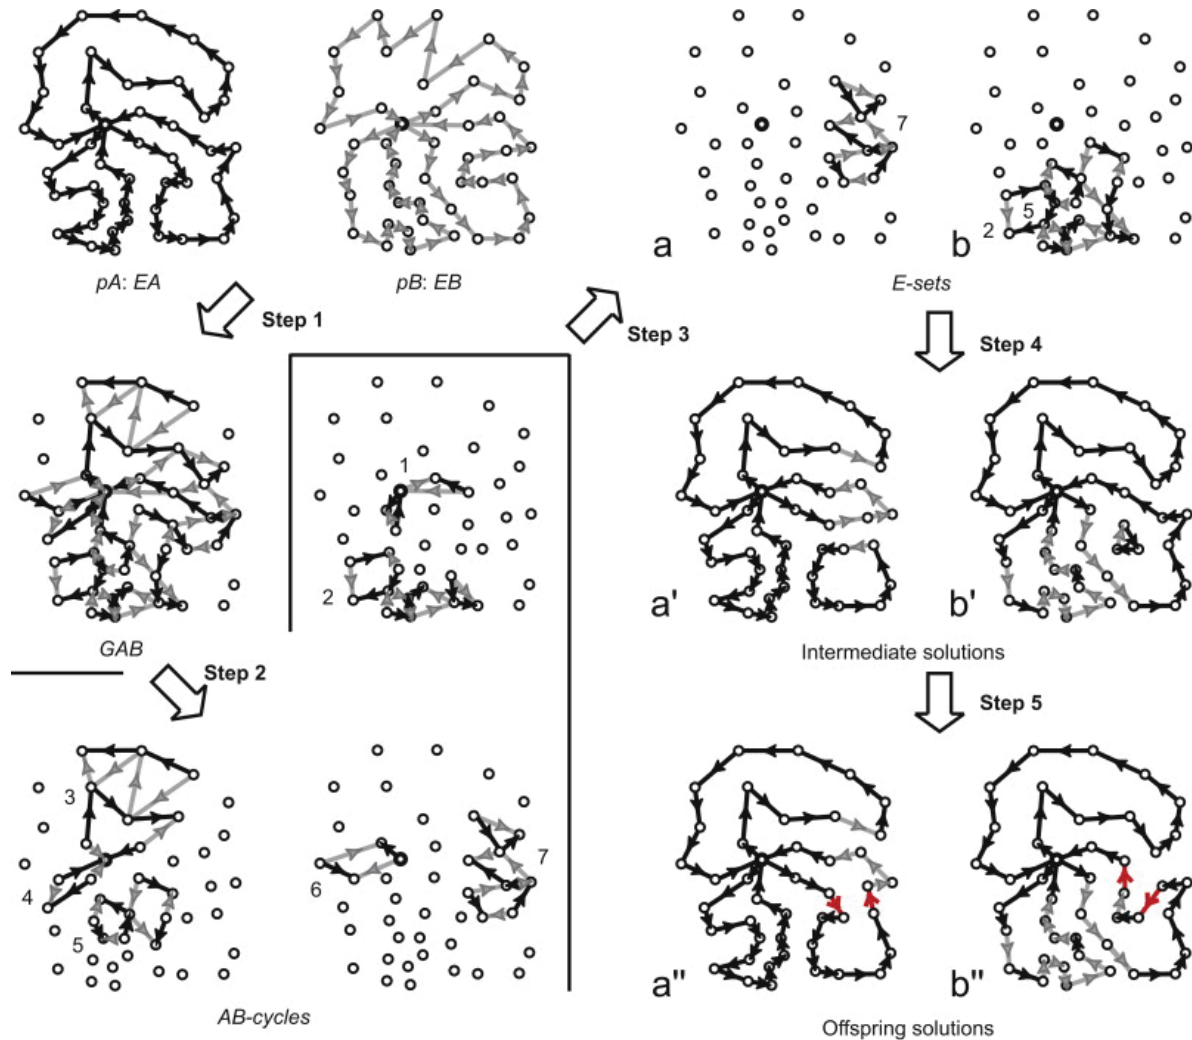 pA: EA
pB: EB
a
7
b
2
5
E-sets
Step 1
Step 3
Step 4
GAB
1
2
a'
b'
Intermediate solutions
Step 2
Step 5
3
4
5
6
7
AB-cycles
a"
b"
Offspring solutions